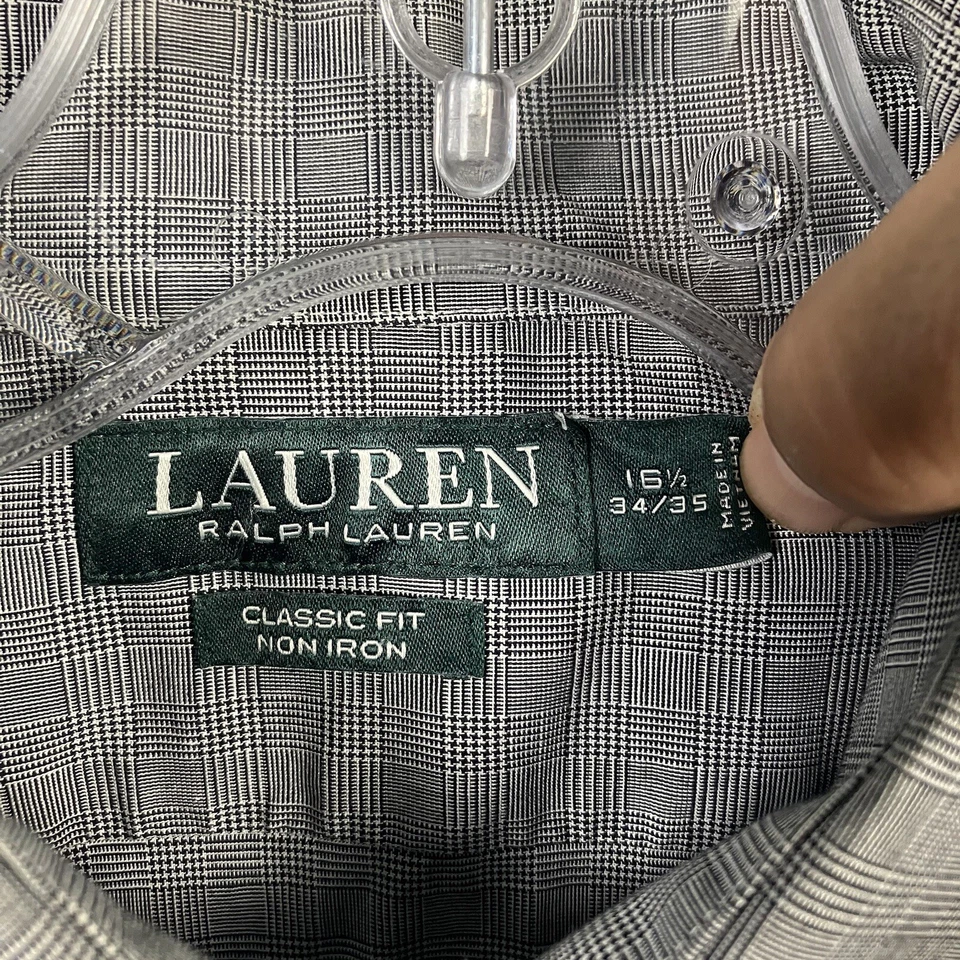 LAUREN
RALPH LAUREN
16½
34/35
MADE IN
CLASSIC FIT
NON IRON